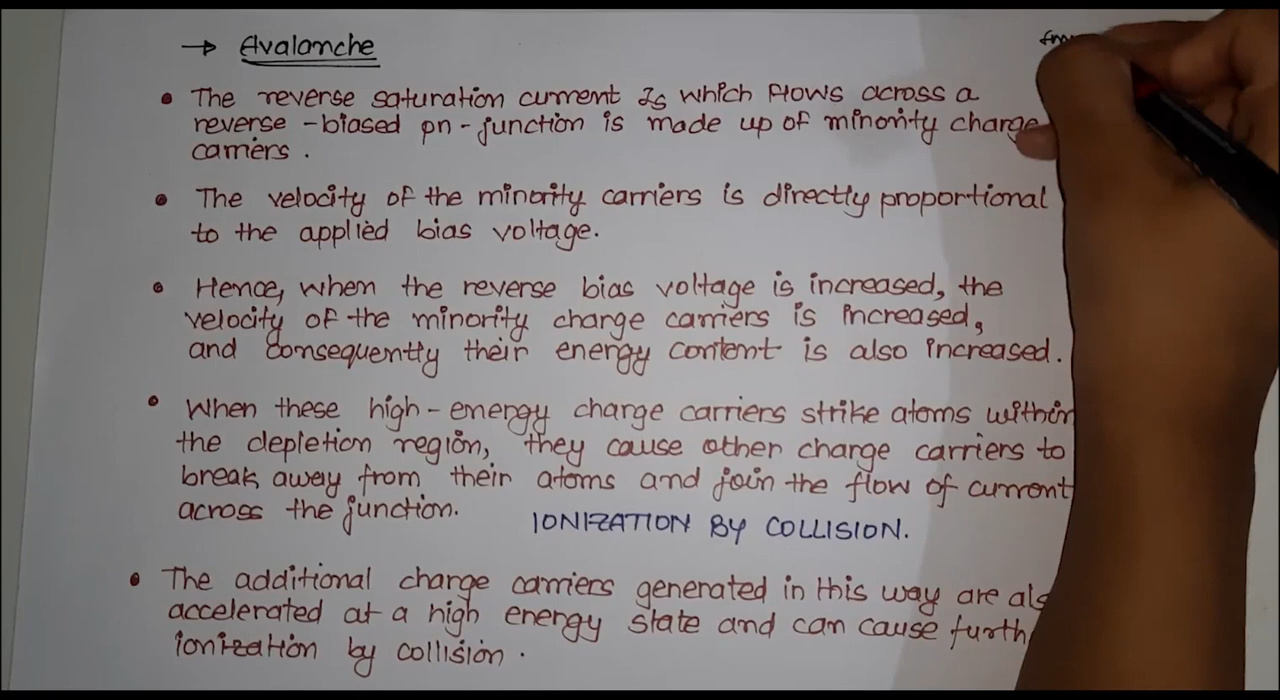 → Avalanche
• The reverse saturation current Is which flows across a
reverse-biased pn-junction is made up of minority charge
carriers.
• The velocity of the minority carriers is directly proportional
to the applied bias voltage.
• Hence, when the reverse bias voltage is increased, the
velocity of the minority charge carriers is increased,
and consequently their energy content is also increased.
• When these high-energy charge carriers strike atoms within
the depletion region, they cause other charge carriers to
break away from their atoms and join the flow of current
across the junction.
IONIZATION BY COLLISION.
• The additional charge carriers generated in this way are
accelerated at a high energy state and can cause
ionization by collision.